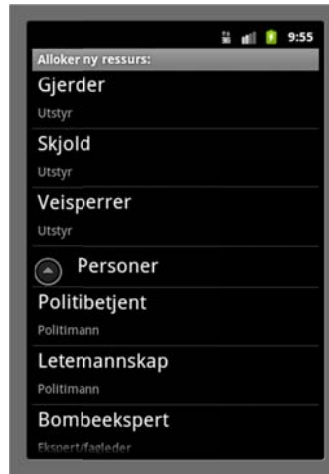 9:55
Alloker ny ressurs:
Gjerder
Utstyr
Skjold
Utstyr
Veisperrer
Utstyr
Personer
Politibetjent
Politimann
Letemannskap
Politimann
Bombeekspert
Ekspert/fagleder